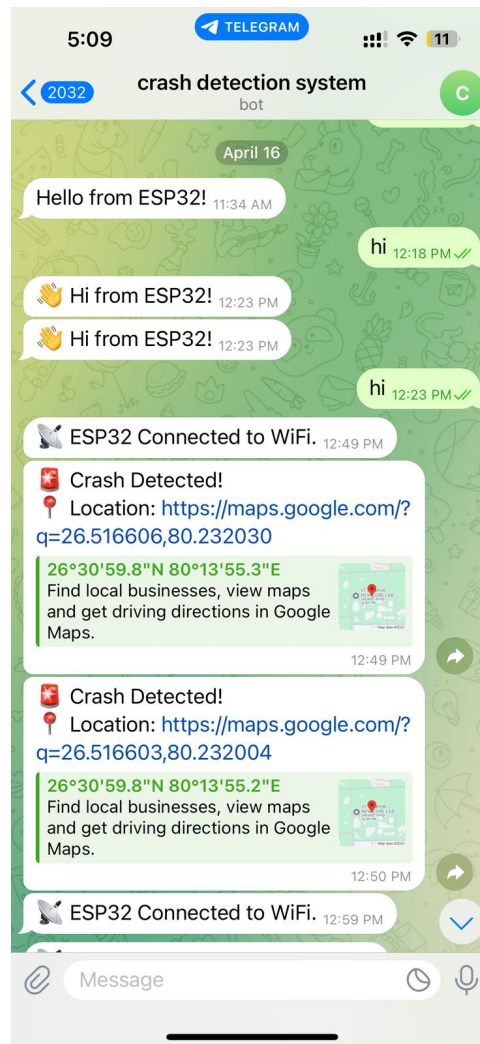 5:09
TELEGRAM
11
2032
crash detection system
bot
C
April 16
Hello from ESP32! 11:34 AM
hi 12:18 PM
👋 Hi from ESP32! 12:23 PM
👋 Hi from ESP32! 12:23 PM
hi 12:23 PM
📡 ESP32 Connected to WiFi. 12:49 PM
🚨 Crash Detected!
📍 Location: https://maps.google.com/?
q=26.516606,80.232030
26°30'59.8"N 80°13'55.3"E
Find local businesses, view maps
and get driving directions in Google
Maps.
12:49 PM
🚨 Crash Detected!
📍 Location: https://maps.google.com/?
q=26.516603,80.232004
26°30'59.8"N 80°13'55.2"E
Find local businesses, view maps
and get driving directions in Google
Maps.
12:50 PM
📡 ESP32 Connected to WiFi. 12:59 PM
Message